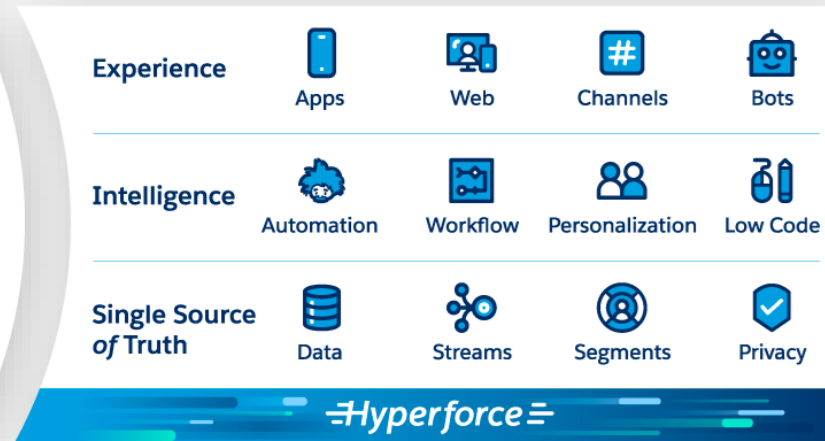 Experience
Apps
Web
Channels
Bots
Intelligence
Automation
Workflow
Personalization
Low Code
Single Source
of Truth
Data
Streams
Segments
Privacy
Hyperforce